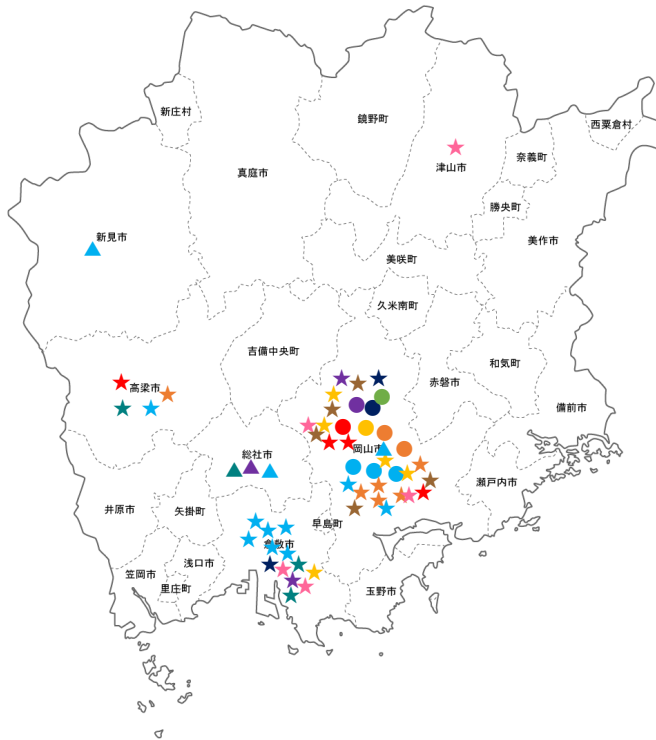 新庄村
鏡野町
西粟倉村
真庭市
津山市
奈義町
勝央町
新見市
美作市
美咲町
久米南町
吉備中央町
和気町
高梁市
赤磐市
備前市
岡山市
総社市
瀬戸内市
井原市
矢掛町
早島町
倉敷市
浅口市
笠岡市
里庄町
玉野市